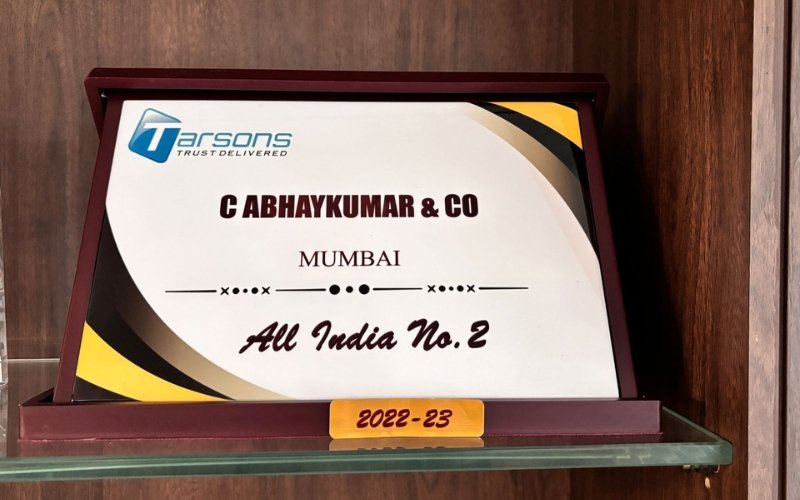 Tarsons
TRUST DELIVERED
C ABHAYKUMAR & CO
MUMBAI
All India No.2
2022-23